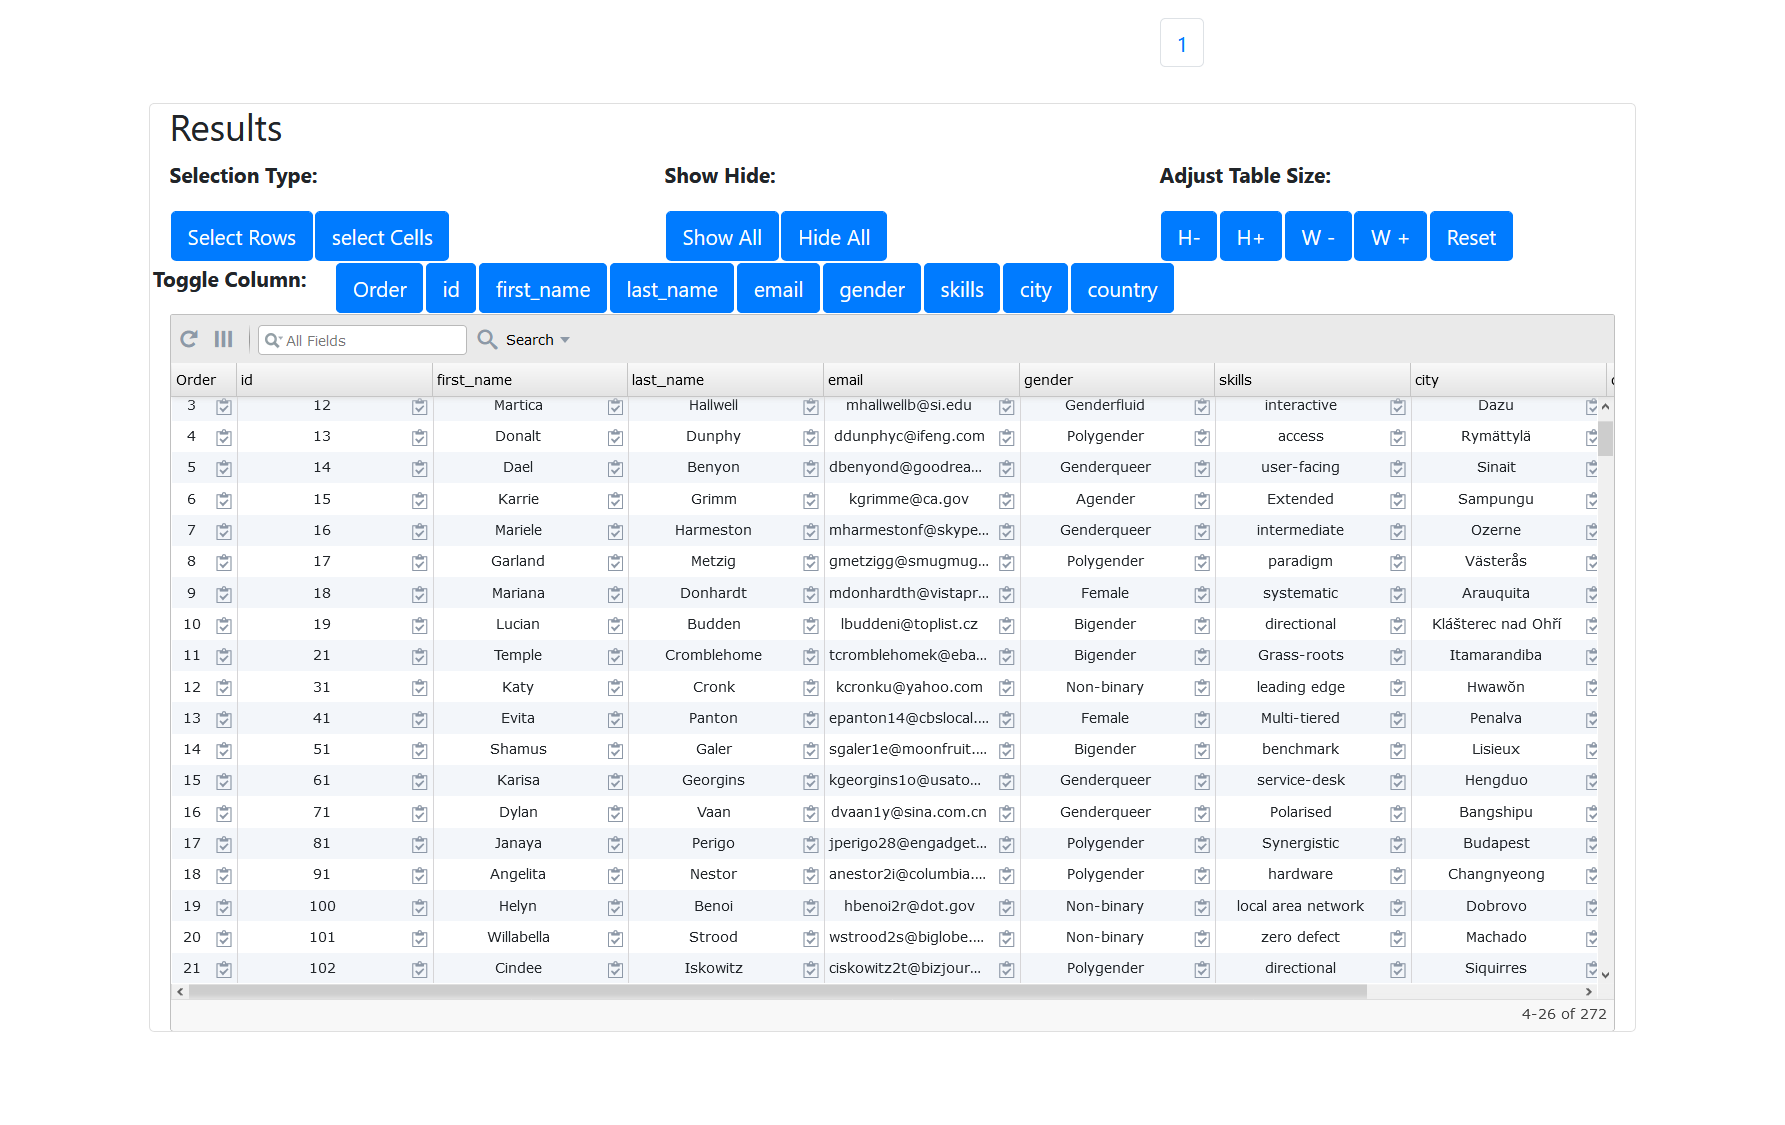 1
Results
Selection Type: Show Hide: Adjust Table Size:
Select Rows select Cells Show All Hide All H- H+ W - W + Reset
Toggle Column: Order id first_name last_name email gender skills city country
All Fields Search
Order id first_name last_name email gender skills city
3 12 Martica Hallwell mhallwellb@si.edu Genderfluid interactive Dazu
4 13 Donalt Dunphy ddunphyc@ifeng.com Polygender access Rymättylä
5 14 Dael Benyon dbenyond@goodrea... Genderqueer user-facing Sinait
6 15 Karrie Grimm kgrimme@ca.gov Agender Extended Sampungu
7 16 Mariele Harmeston mharmestonf@skype... Genderqueer intermediate Ozerne
8 17 Garland Metzig gmetzigg@smugmug... Polygender paradigm Västerås
9 18 Mariana Donhardt mdonhardth@vistapr... Female systematic Arauquita
10 19 Lucian Budden lbuddeni@toplist.cz Bigender directional Klášterec nad Ohří
11 21 Temple Cromblehome tcromblehomek@eba... Bigender Grass-roots Itamarandiba
12 31 Katy Cronk kcronku@yahoo.com Non-binary leading edge Hwawŏn
13 41 Evita Panton epanton14@cbslocal.... Female Multi-tiered Penalva
14 51 Shamus Galer sgaler1e@moonfruit.... Bigender benchmark Lisieux
15 61 Karisa Georgins kgeorgins1o@usato... Genderqueer service-desk Hengduo
16 71 Dylan Vaan dvaan1y@sina.com.cn Genderqueer Polarised Bangshipu
17 81 Janaya Perigo jperigo28@engadget... Polygender Synergistic Budapest
18 91 Angelita Nestor anestor2i@columbia.... Polygender hardware Changnyeong
19 100 Helyn Benoi hbenoi2r@dot.gov Non-binary local area network Dobrovo
20 101 Willabella Strood wstrood2s@biglobe.... Non-binary zero defect Machado
21 102 Cindee Iskowitz ciskowitz2t@bizjour... Polygender directional Siquirres
4-26 of 272